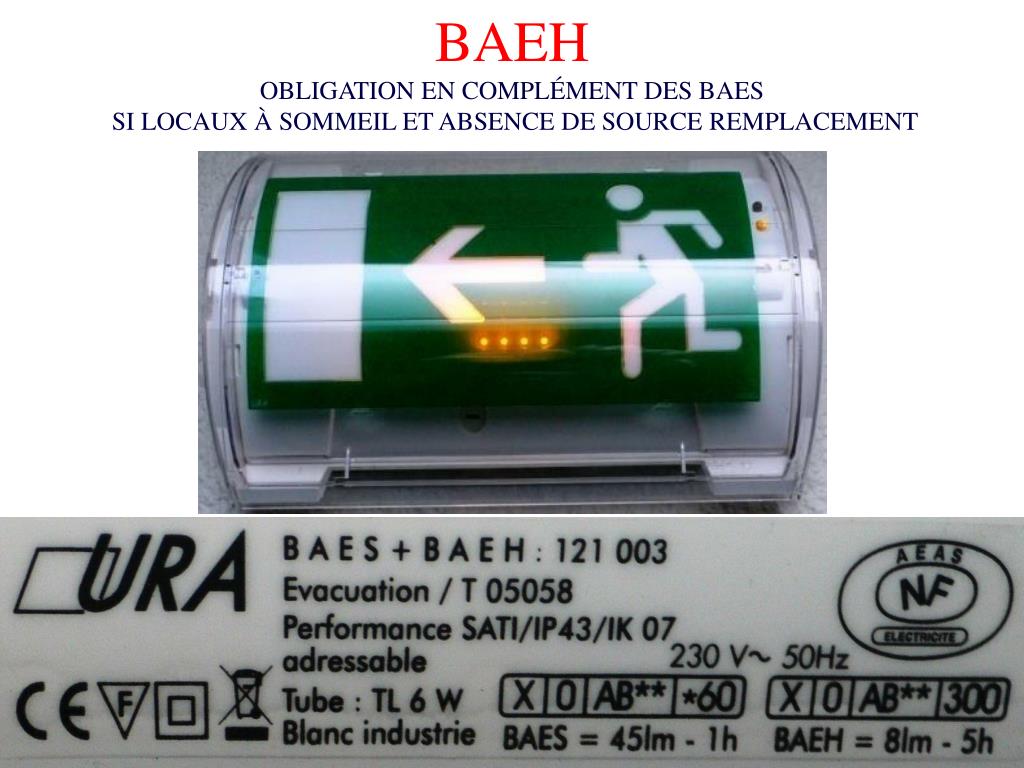 BAEH
OBLIGATION EN COMPLÉMENT DES BAES
SI LOCAUX À SOMMEIL ET ABSENCE DE SOURCE REMPLACEMENT
URA
BAES + BAEH : 121 003
Evacuation / T 05058
Performance SATI/IP43/IK 07
adressable
230 V~ 50Hz
Tube : TL 6 W
Blanc industrie
AEAS
NF
ELECTRICITE
CE
F
X O AB** *60
BAES = 45lm - 1h
X O AB** 300
BAEH = 8lm - 5h